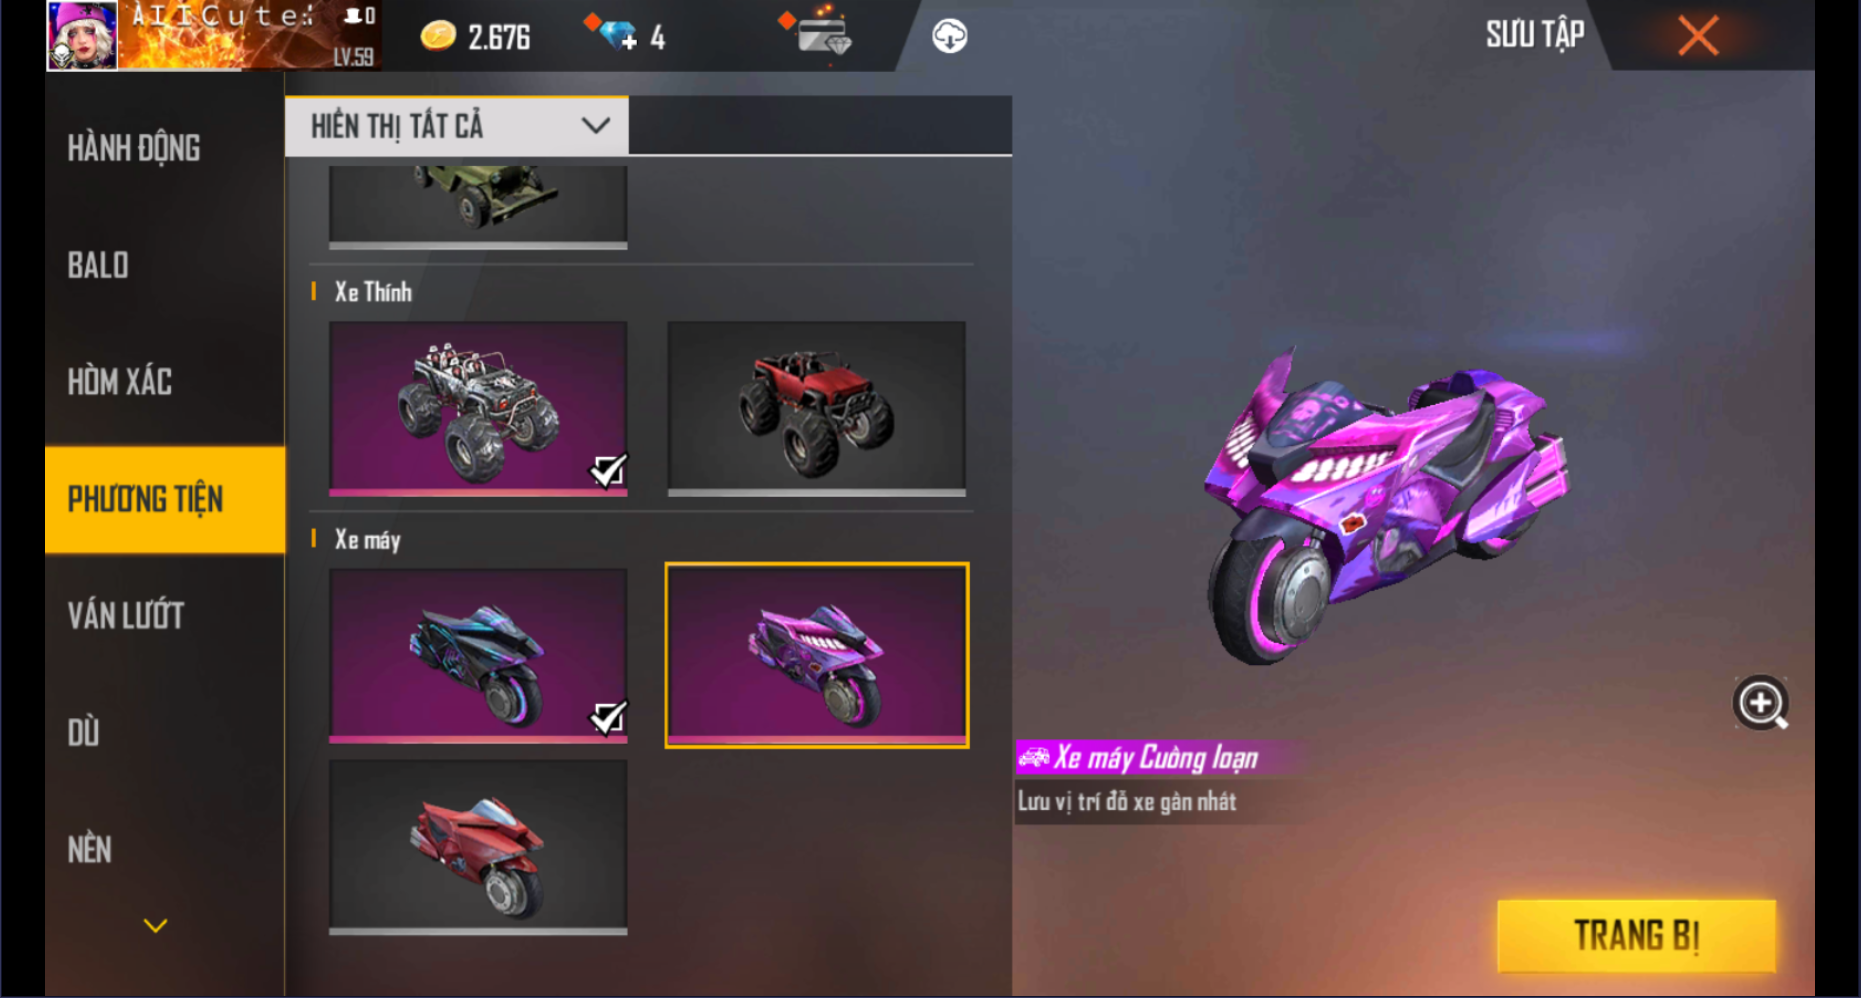 ÀIICutex
0
LV.59
2.676
4
SƯU TẬP
HÀNH ĐỘNG
BALO
HÒM XÁC
PHƯƠNG TIỆN
VÁN LƯỚT
DÙ
NỀN
HIỂN THỊ TẤT CẢ
Xe Thính
Xe máy
Xe máy Cuồng loạn
Lưu vị trí đỗ xe gần nhất
TRANG BỊ